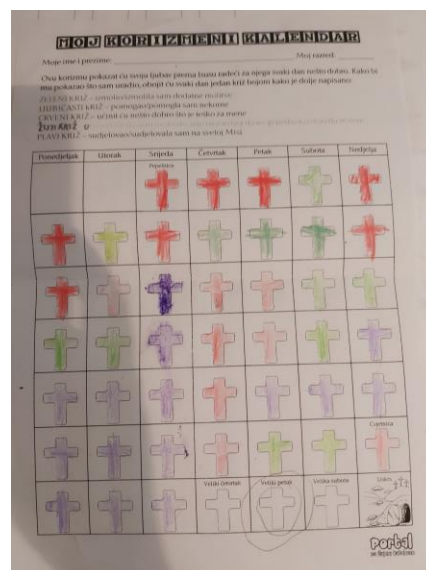 MOJ KORIZMENI KALENDAR
Moje ime i prezime: Moj razred:
Ovu korizmu pokazat ću svoju ljubav prema Isusu radeći za njega svaki dan nešto dobro. Kako bi
mu pokazao što sam uradio, obojit ću svaki dan jedan križ bojom kako je dolje napisano:
ZELENI KRIŽ – izmolio/izmolila sam dodatne molitve
LJUBIČASTI KRIŽ – pomogao/pomogla sam nekome
CRVENI KRIŽ – učinit ću nešto dobro što je teško za mene
ŽUTI KRIŽ
PLAVI KRIŽ – sudjelovao/sudjelovala sam na svetoj Misi
Ponedjeljak Utorak Srijeda Četvrtak Petak Subota Nedjelja
Pepelnica
Cvjetnica
Veliki četvrtak Veliki petak Velika subota Uskrs
portal